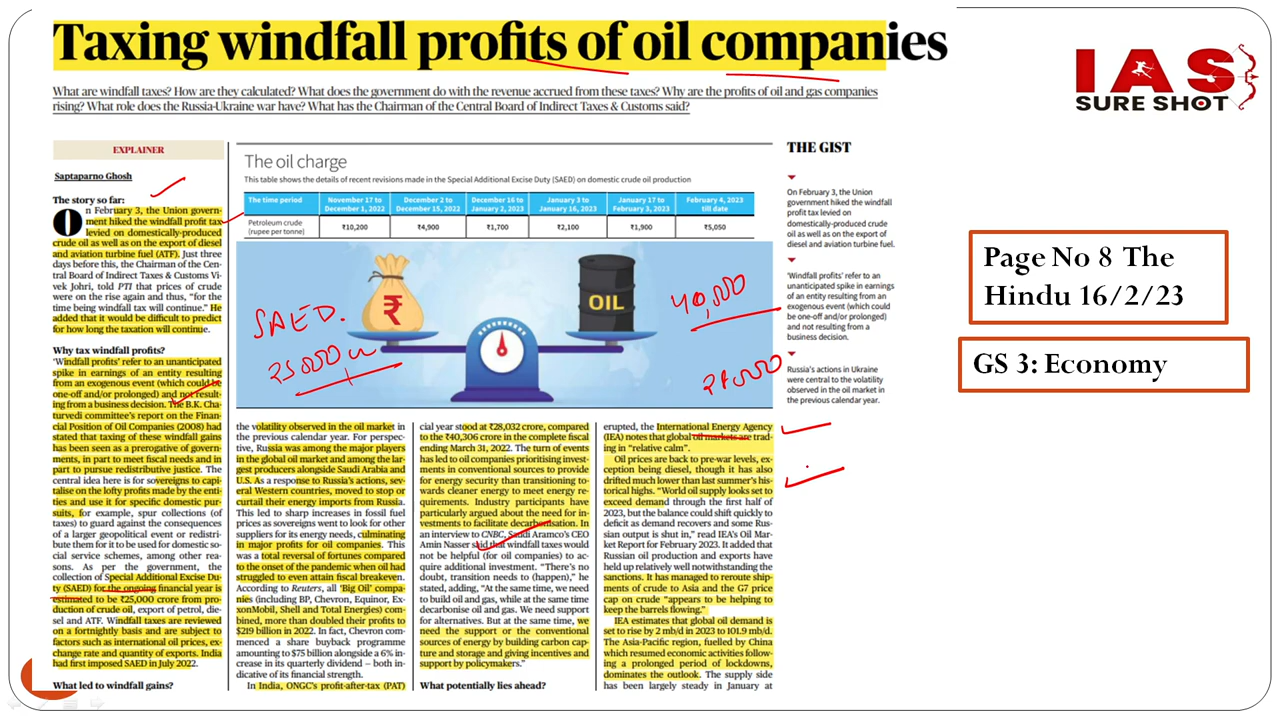 Taxing windfall profits of oil companies
What are windfall taxes? How are they calculated? What does the government do with the revenue accrued from these taxes? Why are the profits of oil and gas companies
rising? What role does the Russia-Ukraine war have? What has the Chairman of the Central Board of Indirect Taxes & Customs said?
IAS
SURE SHOT
EXPLAINER
Saptaparno Ghosh
The story so far:
On February 3, the Union govern-
ment hiked the windfall profit tax
levied on domestically-produced
crude oil as well as on the export of diesel
and aviation turbine fuel (ATF). Just three
days before this, the Chairman of the Cen-
tral Board of Indirect Taxes & Customs Vi-
vek Johri, told PTI that prices of crude
were on the rise again and thus, “for the
time being windfall tax will continue.” He
added that it would be difficult to predict
for how long the taxation will continue.
Why tax windfall profits?
‘Windfall profits’ refer to an unanticipated
spike in earnings of an entity resulting
from an exogenous event (which could be
one-off and/or prolonged) and not result-
ing from a business decision. The B.K. Cha-
turvedi committee’s report on the Finan-
cial Position of Oil Companies (2008) had
stated that taxing of these windfall gains
has been seen as a prerogative of govern-
ments, in part to meet fiscal needs and in
part to pursue redistributive justice. The
central idea here is for sovereigns to capi-
talise on the lofty profits made by the enti-
ties and use it for specific domestic pur-
suits, for example, spur collections (of
taxes) to guard against the consequences
of a larger geopolitical event or redistri-
bute them for it to be used for domestic so-
cial service schemes, among other rea-
sons. As per the government, the
collection of Special Additional Excise Du-
ty (SAED) for the ongoing financial year is
estimated to be ₹25,000 crore from pro-
duction of crude oil, export of petrol, die-
sel and ATF. Windfall taxes are reviewed
on a fortnightly basis and are subject to
factors such as international oil prices, ex-
change rate and quantity of exports. India
had first imposed SAED in July 2022.
What led to windfall gains?
The oil charge
This table shows the details of recent revisions made in the Special Additional Excise Duty (SAED) on domestic crude oil production
The time period November 17 to December 1, 2022 December 2 to December 15, 2022 December 16 to January 2, 2023 January 3 to January 16, 2023 January 17 to February 3, 2023 February 4, 2023 till date
Petroleum crude (rupee per tonne) ₹10,200 ₹4,900 ₹1,700 ₹2,100 ₹1,900 ₹5,050
SAED.
25000
₹
OIL
40,000
the volatility observed in the oil market in
the previous calendar year. For perspec-
tive, Russia was among the major players
in the global oil market and among the lar-
gest producers alongside Saudi Arabia and
U.S. As a response to Russia’s actions, sev-
eral Western countries, moved to stop or
curtail their energy imports from Russia.
This led to sharp increases in fossil fuel
prices as sovereigns went to look for other
suppliers for its energy needs, culminating
in major profits for oil companies. This
was a total reversal of fortunes compared
to the onset of the pandemic when oil had
struggled to even attain fiscal breakeven.
According to Reuters, all ‘Big Oil’ compa-
nies (including BP, Chevron, Equinor, Ex-
xonMobil, Shell and Total Energies) com-
bined, more than doubled their profits to
$219 billion in 2022. In fact, Chevron com-
menced a share buyback programme
amounting to $75 billion alongside a 6% in-
crease in its quarterly dividend – both in-
dicative of its financial strength.
In India, ONGC’s profit-after-tax (PAT)
cial year stood at ₹28,032 crore, compared
to the ₹40,306 crore in the complete fiscal
ending March 31, 2022. The turn of events
has led to oil companies prioritising invest-
ments in conventional sources to provide
for energy security than transitioning to-
wards cleaner energy to meet energy re-
quirements. Industry participants have
particularly argued about the need for in-
vestments to facilitate decarbonisation. In
an interview to CNBC, Saudi Aramco’s CEO
Amin Nasser said that windfall taxes would
not be helpful (for oil companies) to ac-
quire additional investment. “There’s no
doubt, transition needs to (happen),” he
stated, adding, “At the same time, we need
to build oil and gas, while at the same time
decarbonise oil and gas. We need support
for alternatives. But at the same time, we
need the support or the conventional
sources of energy by building carbon cap-
ture and storage and giving incentives and
support by policymakers.”
What potentially lies ahead?
erupted, the International Energy Agency
(IEA) notes that global oil markets are trad-
ing in “relative calm”.
Oil prices are back to pre-war levels, ex-
ception being diesel, though it has also
drifted much lower than last summer’s his-
torical highs. “World oil supply looks set to
exceed demand through the first half of
2023, but the balance could shift quickly to
deficit as demand recovers and some Rus-
sian output is shut in,” read IEA’s Oil Mar-
ket Report for February 2023. It added that
Russian oil production and exports have
held up relatively well notwithstanding the
sanctions. It has managed to reroute ship-
ments of crude to Asia and the G7 price
cap on crude “appears to be helping to
keep the barrels flowing.”
IEA estimates that global oil demand is
set to rise by 2 mb/d in 2023 to 101.9 mb/d.
The Asia-Pacific region, fuelled by China
which resumed economic activities follow-
ing a prolonged period of lockdowns,
dominates the outlook. The supply side
has been largely steady in January at
THE GIST
On February 3, the Union
government hiked the windfall
profit tax levied on
domestically-produced crude
oil as well as on the export of
diesel and aviation turbine fuel.
‘Windfall profits’ refer to an
unanticipated spike in earnings
of an entity resulting from an
exogenous event (which could
be one-off and/or prolonged)
and not resulting from a
business decision.
Russia’s actions in Ukraine
were central to the volatility
observed in the oil market in
the previous calendar year.
Page No 8 The
Hindu 16/2/23
GS 3: Economy